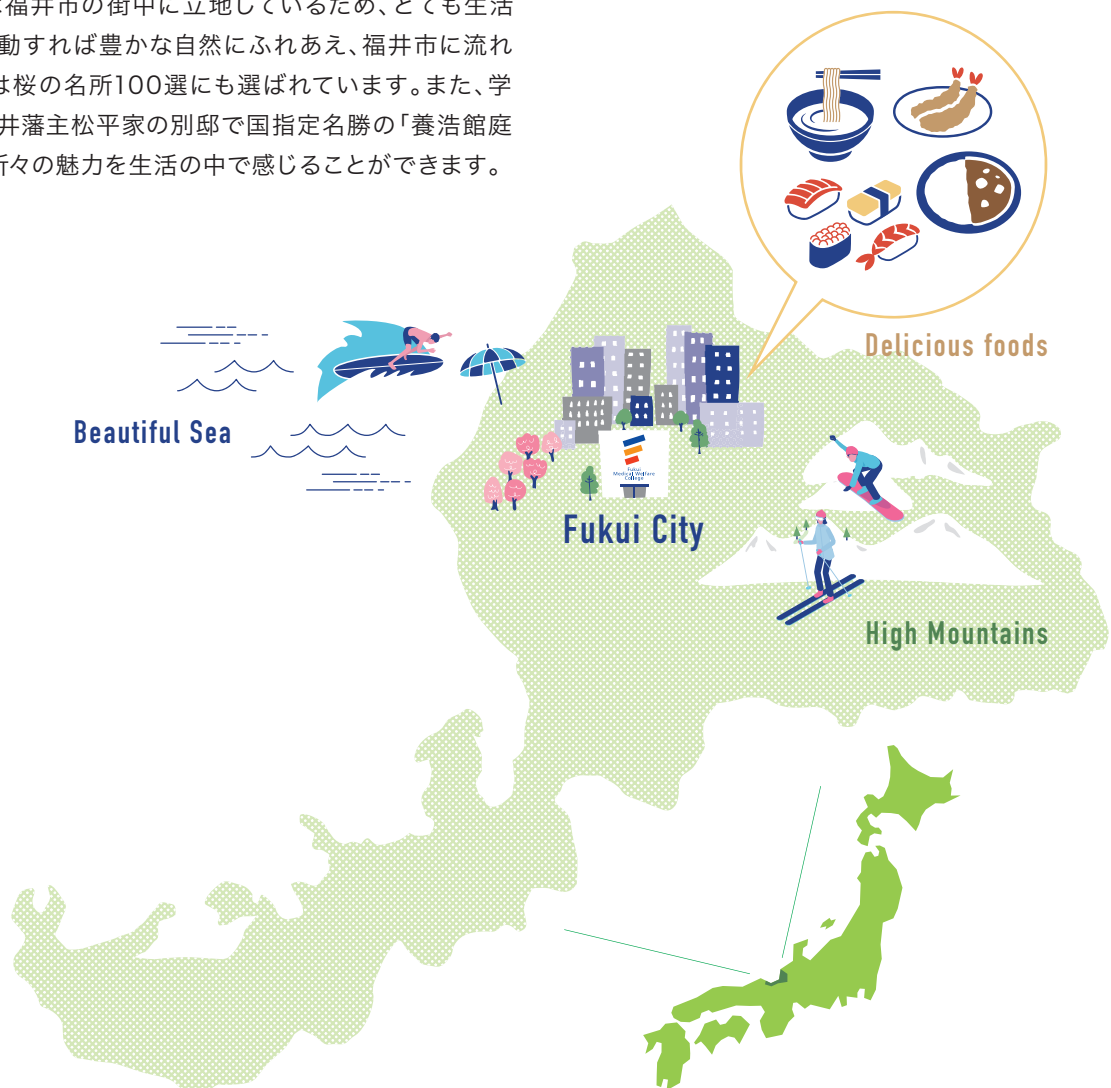 は福井市の街中に立地しているため、とても生活
動すれば豊かな自然にふれあえ、福井市に流れ
は桜の名所100選にも選ばれています。また、学
井藩主松平家の別邸で国指定名勝の「養浩館庭
折々の魅力を生活の中で感じることができます。
Delicious foods
Beautiful Sea
Fukui
Medical Welfare
College
Fukui City
High Mountains